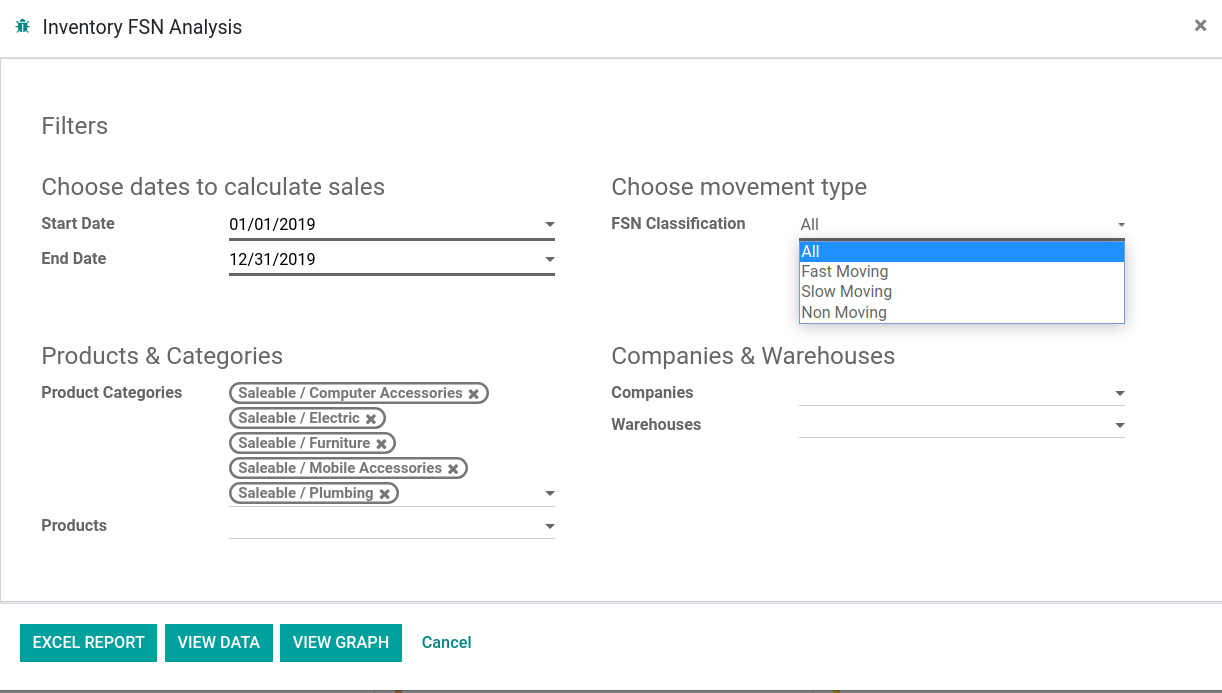 Inventory FSN Analysis
Filters
Choose dates to calculate sales
Start Date 01/01/2019
End Date 12/31/2019
Choose movement type
FSN Classification All
All
Fast Moving
Slow Moving
Non Moving
Products & Categories
Product Categories Saleable / Computer Accessories
Saleable / Electric
Saleable / Furniture
Saleable / Mobile Accessories
Saleable / Plumbing
Products
Companies & Warehouses
Companies
Warehouses
EXCEL REPORT VIEW DATA VIEW GRAPH Cancel